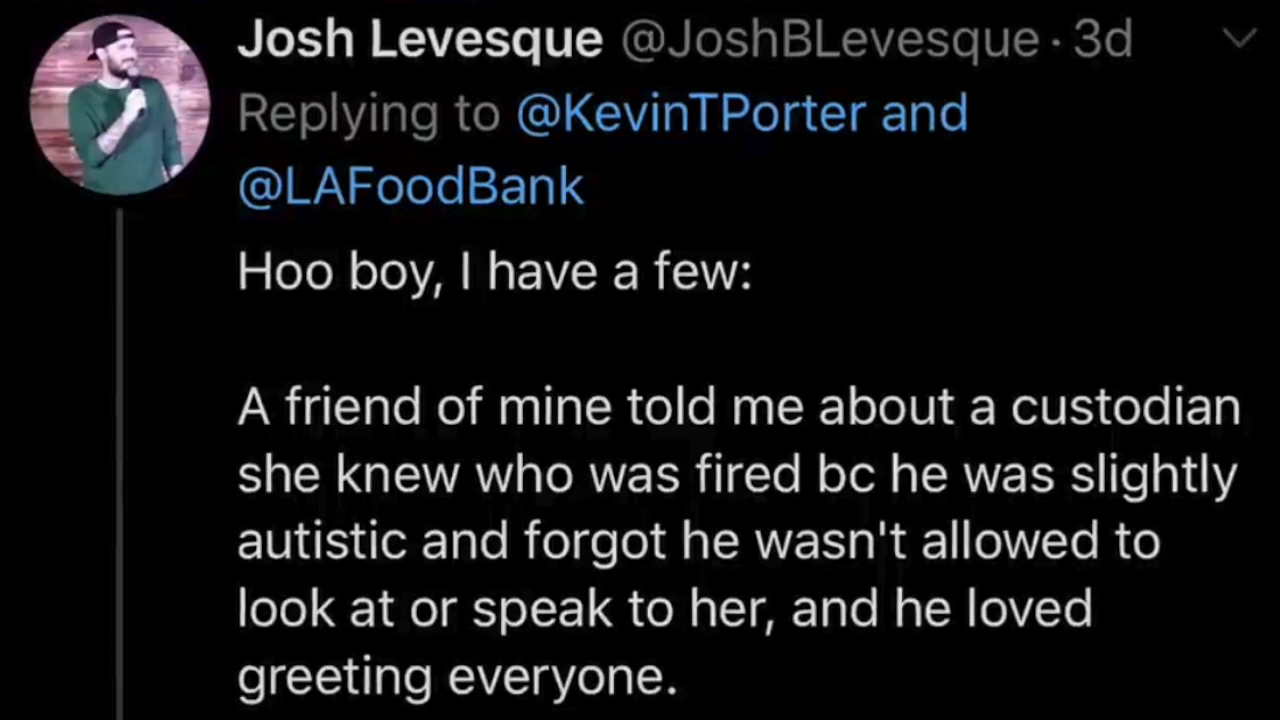 Josh Levesque @JoshBLevesque · 3d
Replying to @KevinTPorter and
@LAFoodBank
Hoo boy, I have a few:
A friend of mine told me about a custodian
she knew who was fired bc he was slightly
autistic and forgot he wasn't allowed to
look at or speak to her, and he loved
greeting everyone.